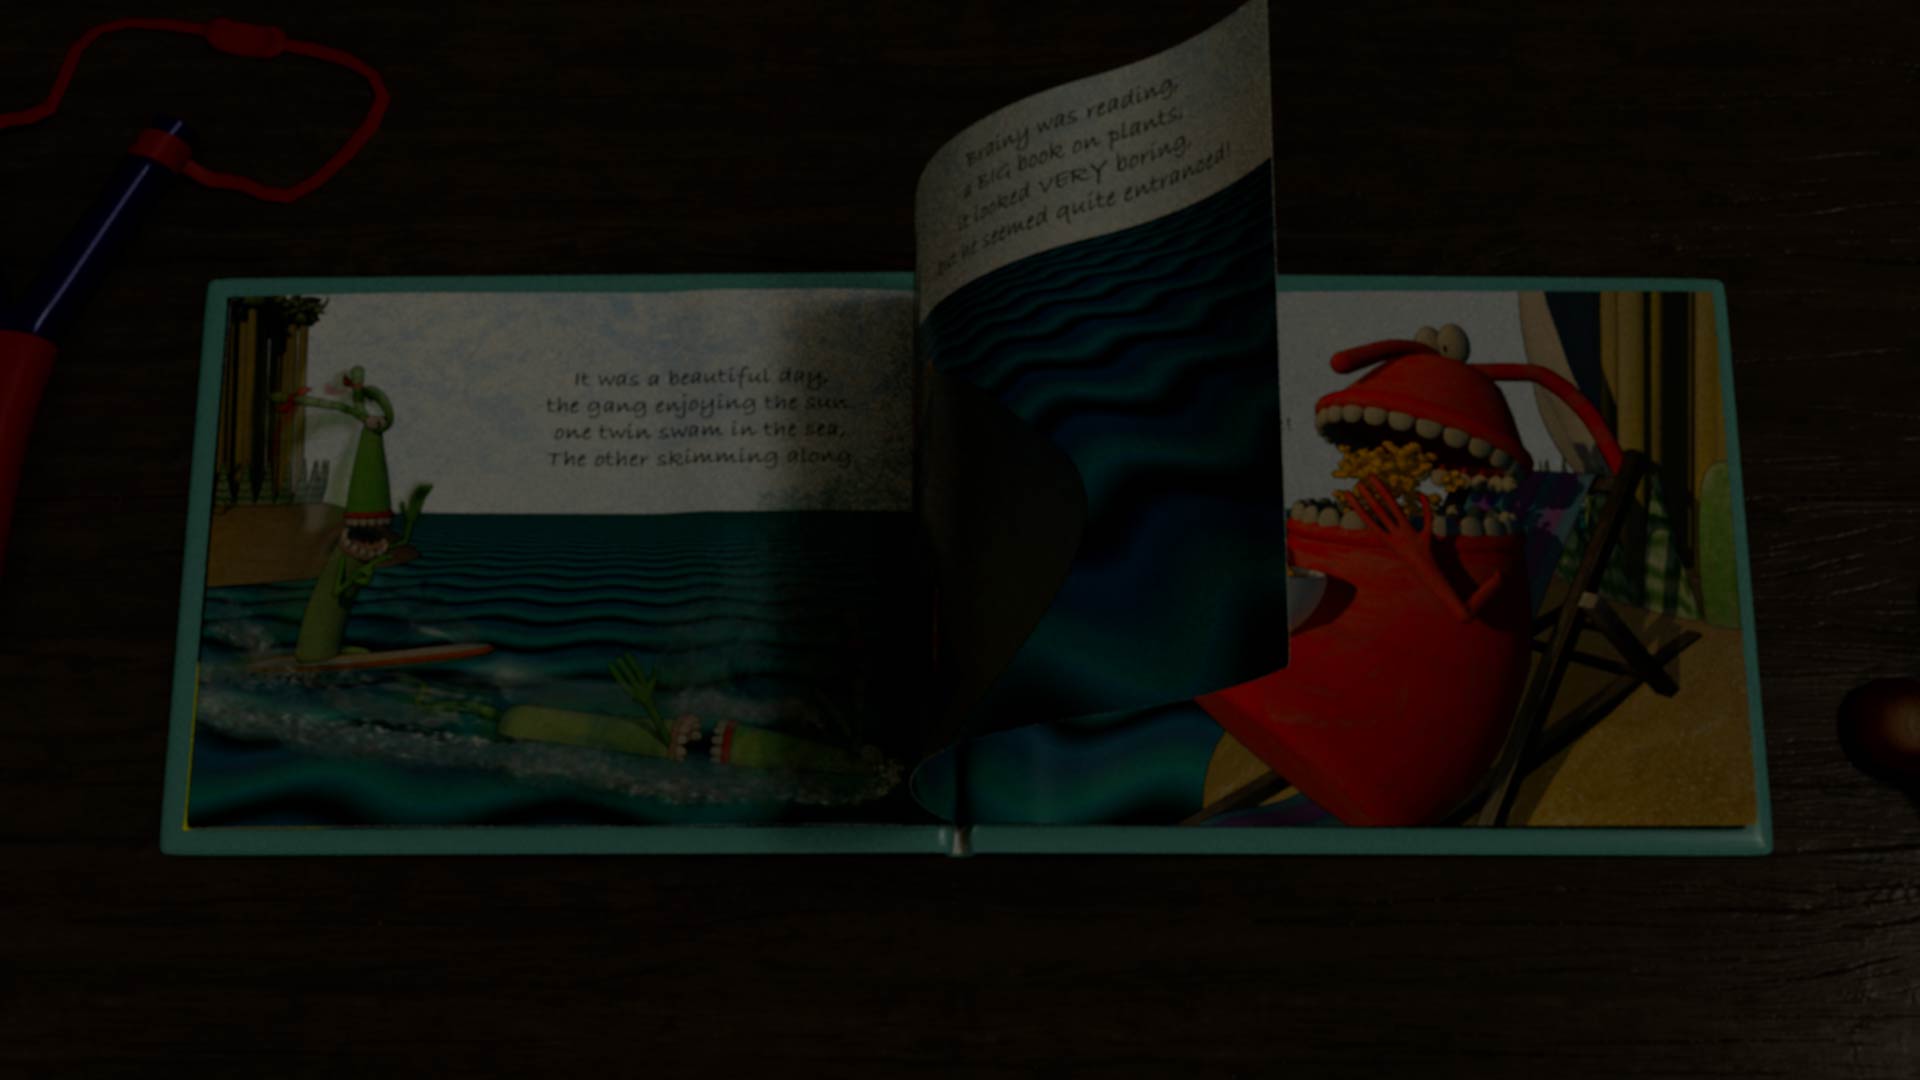 It was a beautiful day,
the gang enjoying the sun.
one twin swam in the sea,
The other skimming along
Brainy was reading,
a BIG book on plants,
it looked VERY boring,
but he seemed quite entranced!